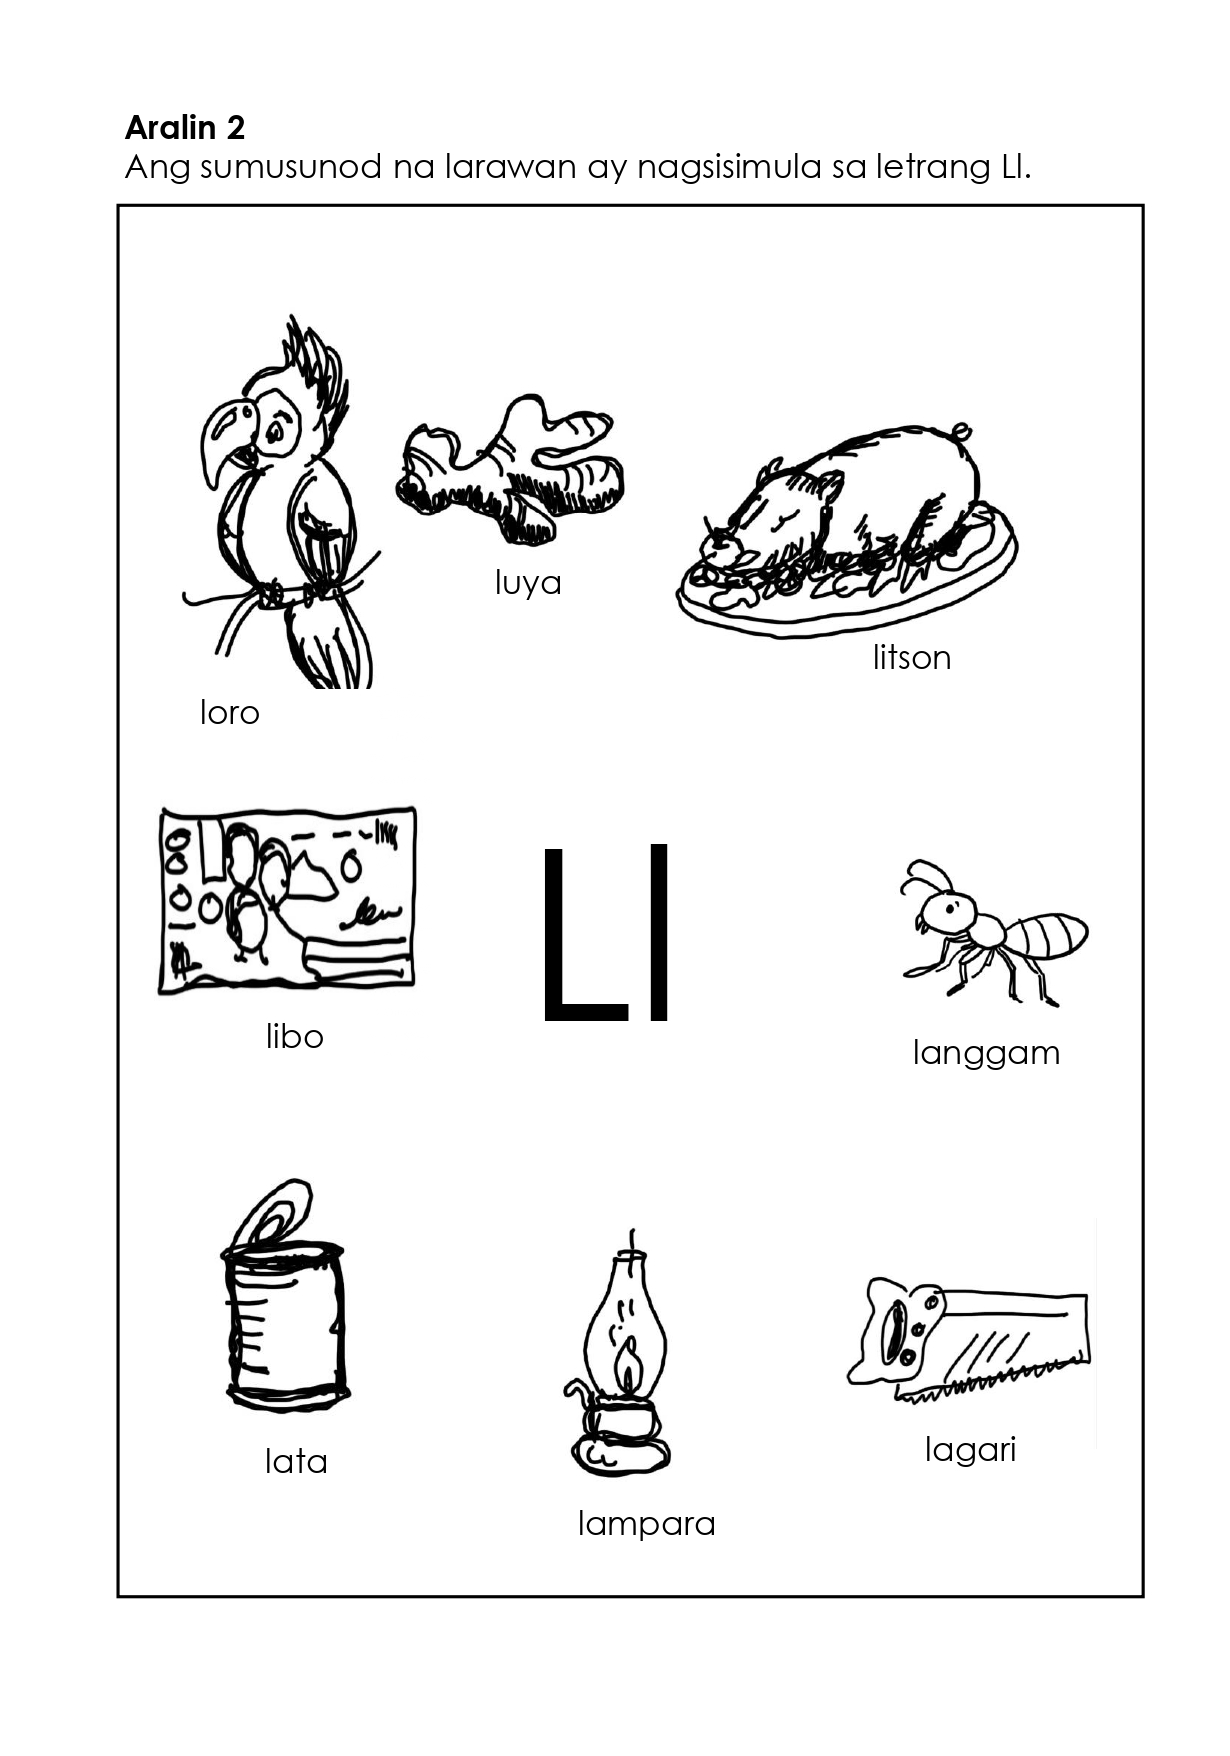 Aralin 2
Ang sumusunod na larawan ay nagsisimula sa letrang Ll.
luya
litson
loro
Ll
libo
langgam
lata
lagari
lampara